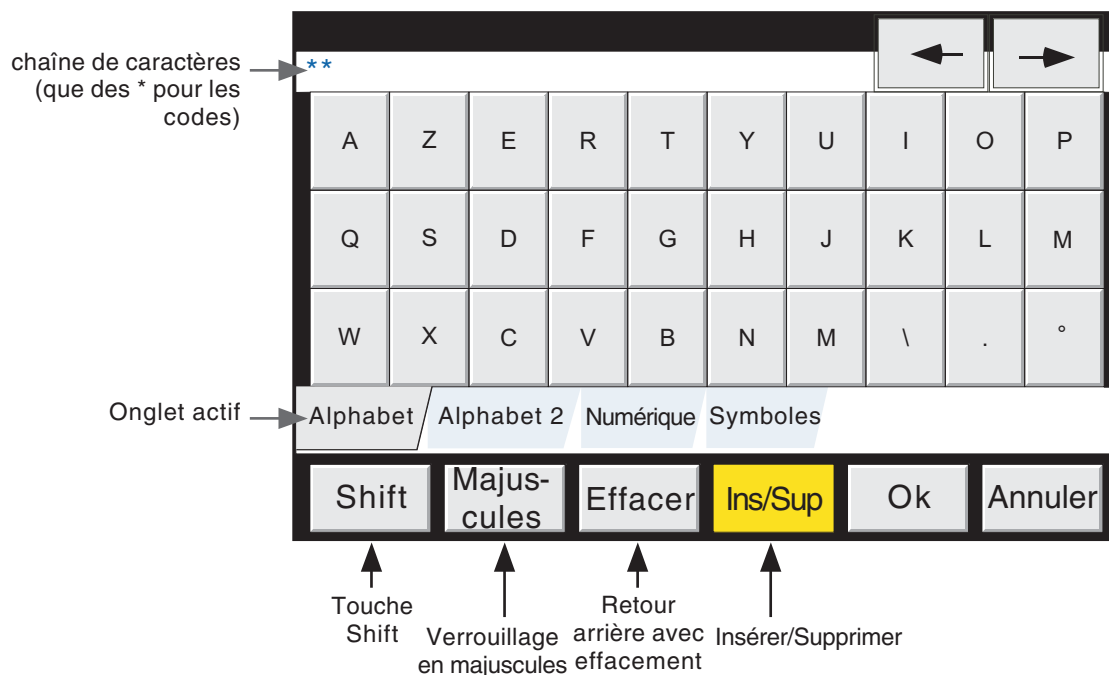 chaîne de caractères
(que des * pour les
codes)
**
A Z E R T Y U I O P
Q S D F G H J K L M
W X C V B N M \ . °
Onglet actif
Alphabet Alphabet 2 Numérique Symboles
Shift Majus-
cules Effacer Ins/Sup Ok Annuler
Touche
Shift
Verrouillage
en majuscules
Retour
arrière avec
effacement
Insérer/Supprimer